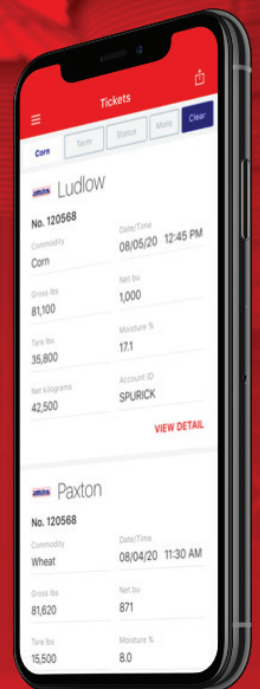 Tickets
Corn Term Status More Clear
Ludlow
No. 120568
Commodity Date/Time
Corn 08/05/20 12:45 PM
Gross lbs Net bu
81,100 1,000
Tare lbs Moisture %
35,800 17.1
Net kilograms Account ID
42,500 SPURICK
VIEW DETAIL
Paxton
No. 120568
Commodity Date/Time
Wheat 08/04/20 11:30 AM
Gross lbs Net bu
81,620 871
Tare lbs Moisture %
15,500 8.0